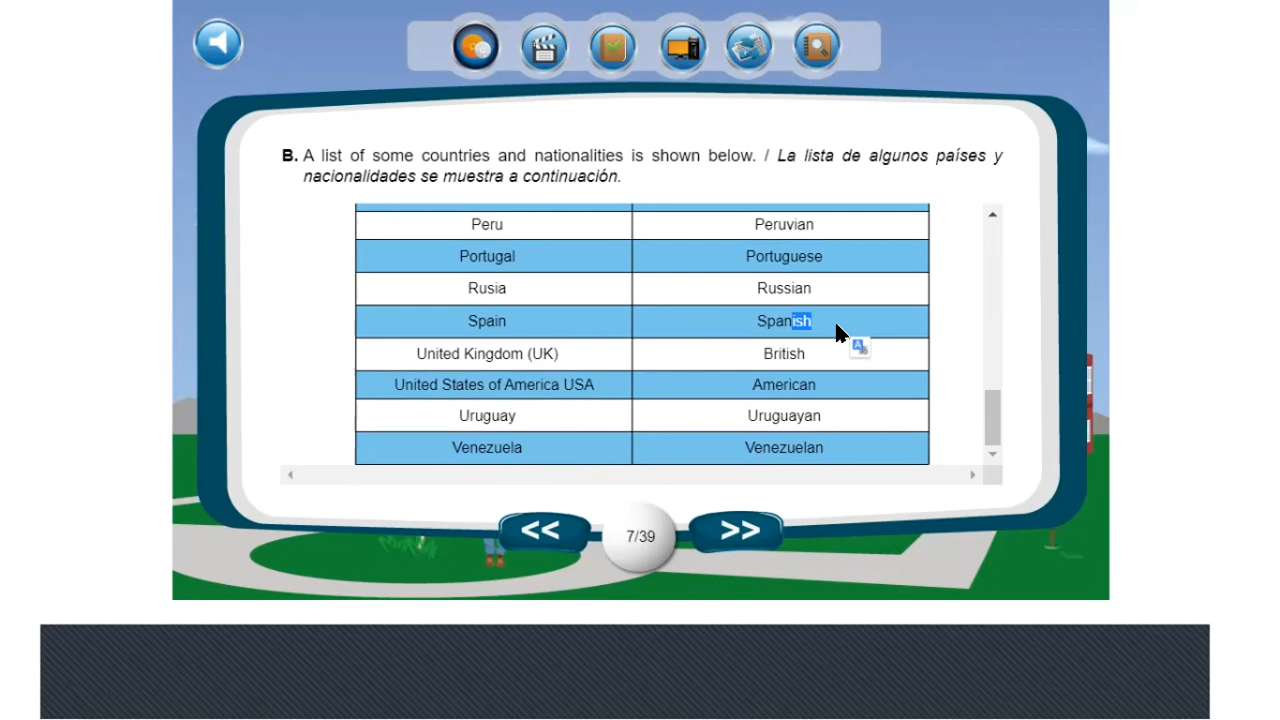 B. A list of some countries and nationalities is shown below. / La lista de algunos países y
nacionalidades se muestra a continuación.
Peru Peruvian
Portugal Portuguese
Rusia Russian
Spain Spanish
United Kingdom (UK) British
United States of America USA American
Uruguay Uruguayan
Venezuela Venezuelan
<< 7/39 >>